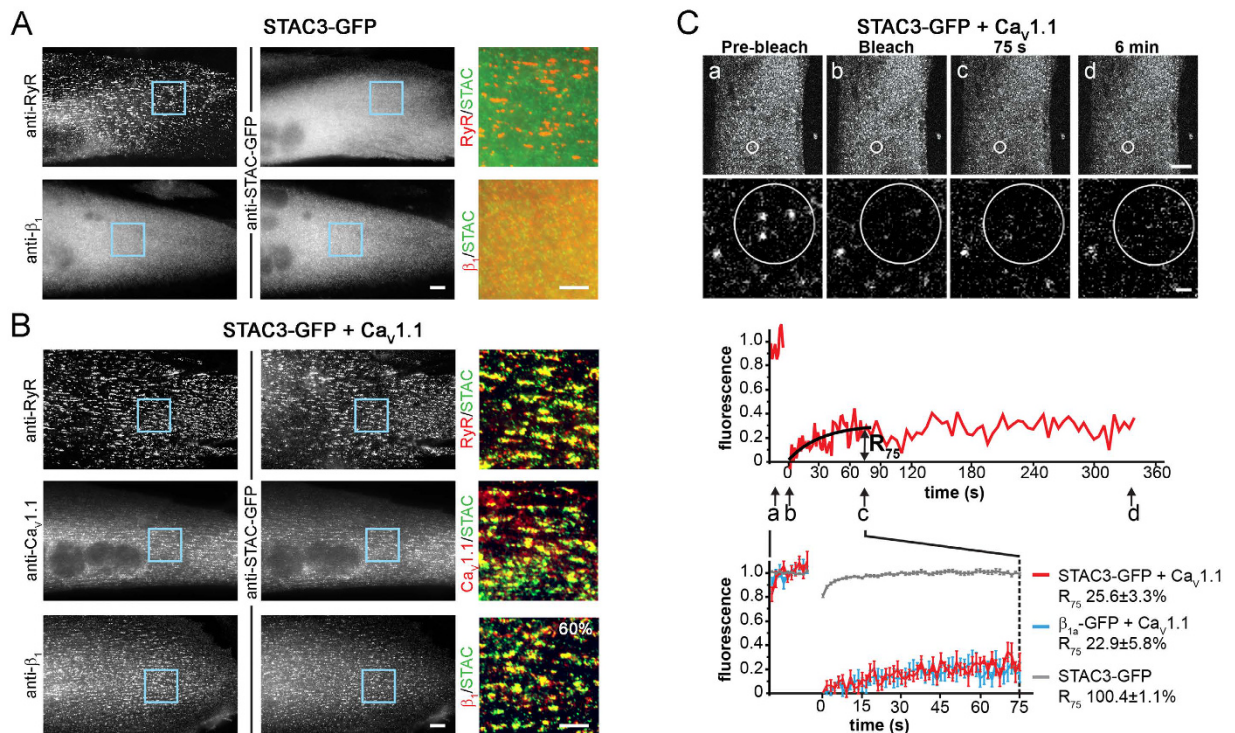 A
STAC3-GFP
anti-RyR
anti-STAC-GFP
RyR/STAC
anti-β1
β1/STAC
B
STAC3-GFP + CaV1.1
anti-RyR
RyR/STAC
anti-CaV1.1
anti-STAC-GFP
CaV1.1/STAC
anti-β1
60%
β1/STAC
C
STAC3-GFP + CaV1.1
Pre-bleach Bleach 75 s 6 min
a b c d
fluorescence
1.0
0.8
0.6
0.4
0.2
0
R75
0 30 60 90 120 180 240 300 360
time (s)
a b c d
fluorescence
1.0
0.8
0.6
0.4
0.2
0
0 15 30 45 60 75
time (s)
STAC3-GFP + CaV1.1
R75 25.6±3.3%
β1a-GFP + CaV1.1
R75 22.9±5.8%
STAC3-GFP
R75 100.4±1.1%